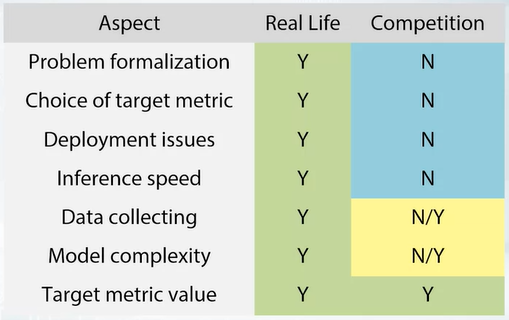 Aspect Real Life Competition
Problem formalization Y N
Choice of target metric Y N
Deployment issues Y N
Inference speed Y N
Data collecting Y N/Y
Model complexity Y N/Y
Target metric value Y Y